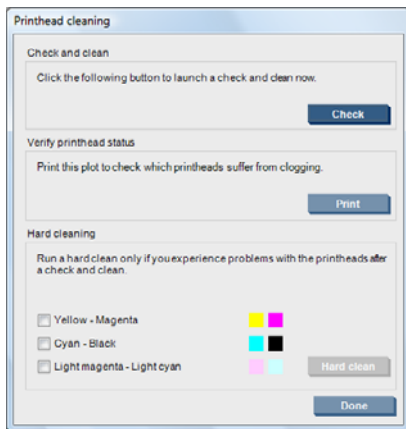 Printhead cleaning
Check and clean
Click the following button to launch a check and clean now.
Check
Verify printhead status
Print this plot to check which printheads suffer from clogging.
Print
Hard cleaning
Run a hard clean only if you experience problems with the printheads after
a check and clean.
Yellow - Magenta
Cyan - Black
Light magenta - Light cyan
Hard clean
Done